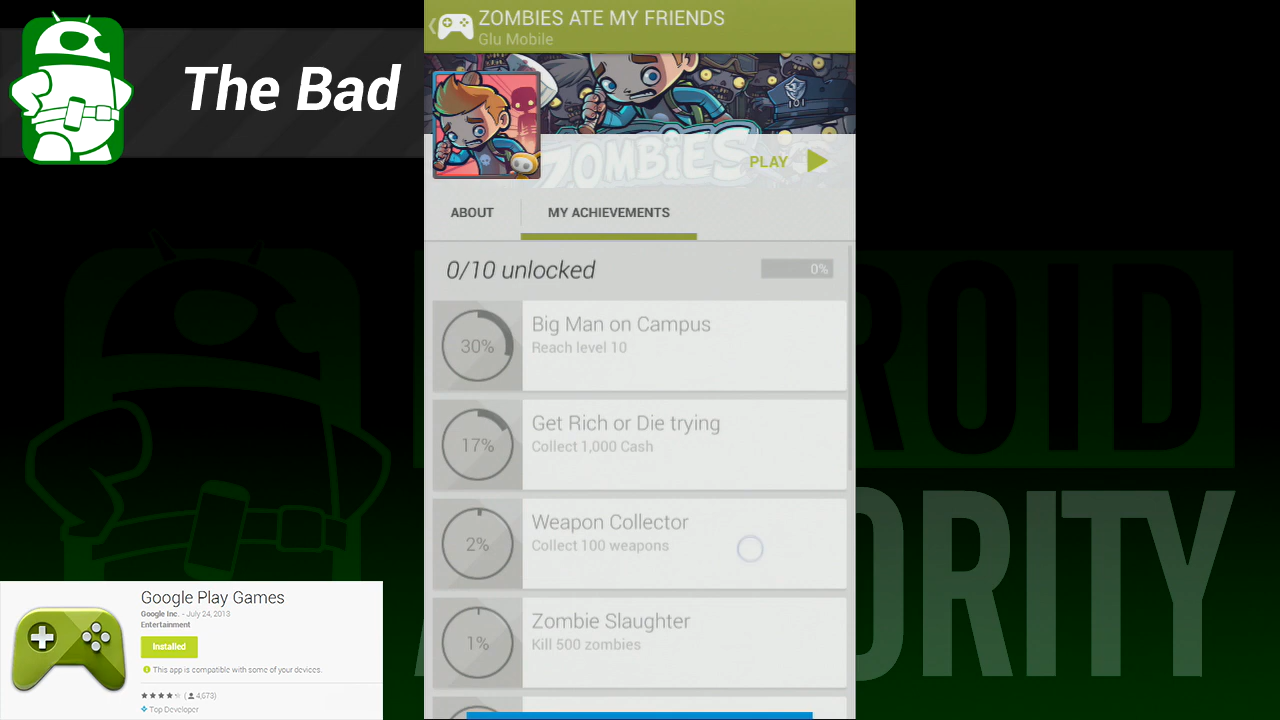 The Bad
ZOMBIES ATE MY FRIENDS
Glu Mobile
ZOMBIES
PLAY
ABOUT
MY ACHIEVEMENTS
0/10 unlocked
0%
30%
Big Man on Campus
Reach level 10
17%
Get Rich or Die trying
Collect 1,000 Cash
2%
Weapon Collector
Collect 100 weapons
1%
Zombie Slaughter
Kill 500 zombies
Google Play Games
Google Inc. - July 24, 2013
Entertainment
Installed
This app is compatible with some of your devices.
Top Developer
OID
ORITY
101